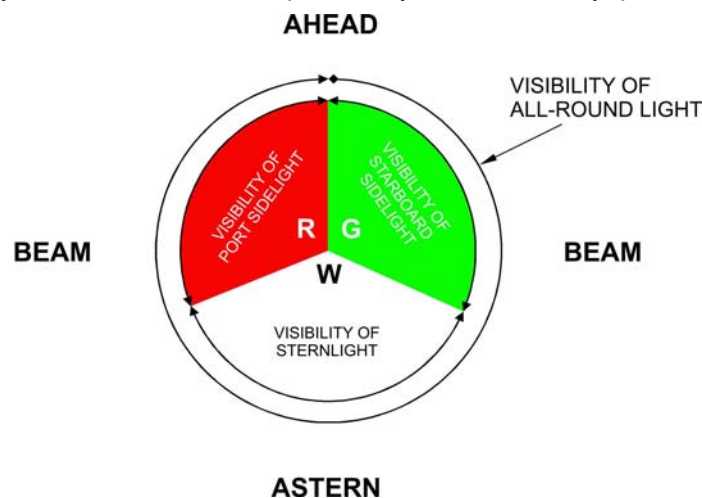 AHEAD
VISIBILITY OF
ALL-ROUND LIGHT
VISIBILITY OF
PORT SIDELIGHT
VISIBILITY OF
STARBOARD
SIDELIGHT
R G
BEAM
BEAM
W
VISIBILITY OF
STERNLIGHT
ASTERN